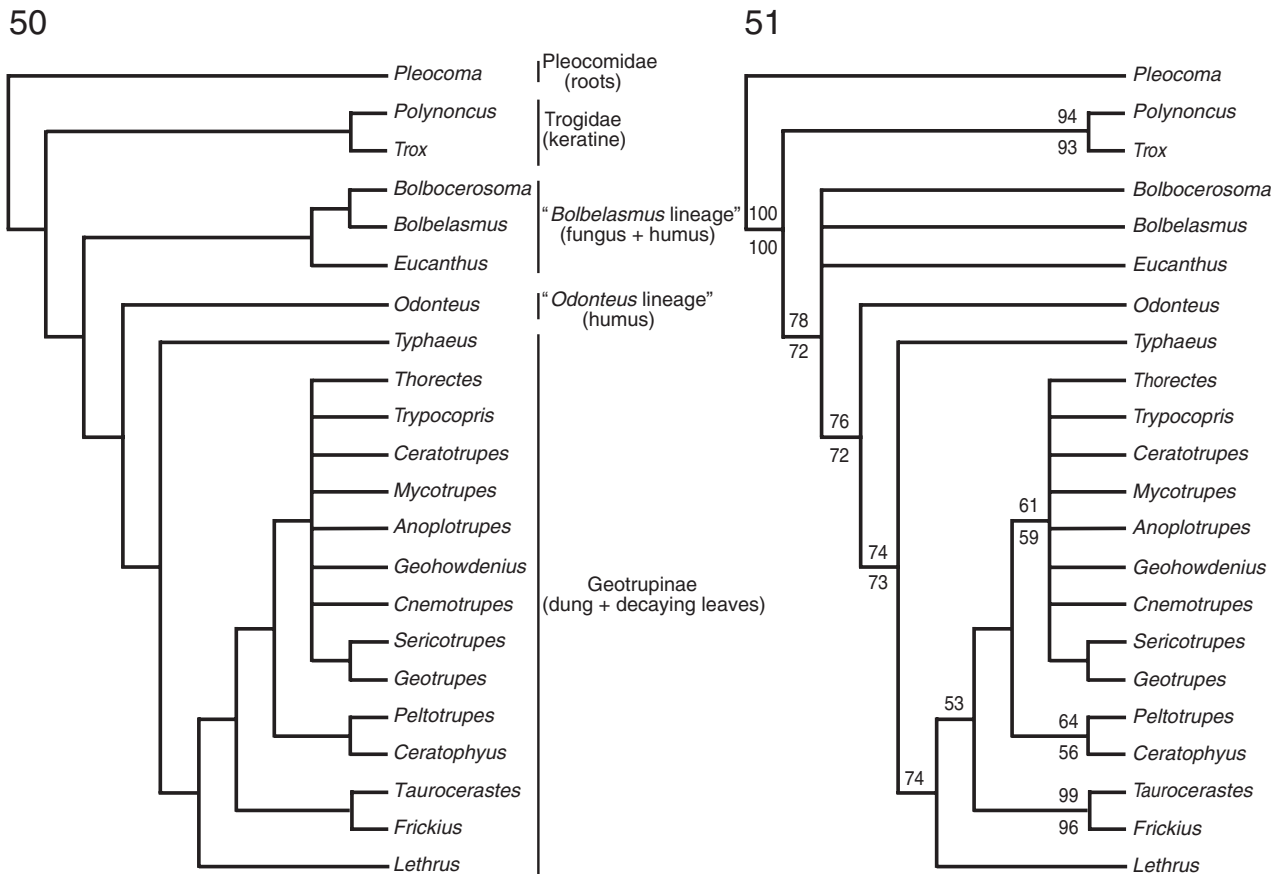 50
Pleocoma
Polynoncus
Trox
Bolbocerosoma
Bolbelasmus
Eucanthus
Odonteus
Typhaeus
Thorectes
Trypocopris
Ceratotrupes
Mycotrupes
Anoplotrupes
Geohowdenius
Cnemotrupes
Sericotrupes
Geotrupes
Peltotrupes
Ceratophyus
Taurocerastes
Frickius
Lethrus
Pleocomidae
(roots)
Trogidae
(keratine)
“Bolbelasmus lineage”
(fungus + humus)
“Odonteus lineage”
(humus)
Geotrupinae
(dung + decaying leaves)
51
Pleocoma
94
Polynoncus
93
Trox
Bolbocerosoma
100
Bolbelasmus
100
Eucanthus
Odonteus
78
72
Typhaeus
Thorectes
76
Trypocopris
72
Ceratotrupes
Mycotrupes
61
Anoplotrupes
59
74
Geohowdenius
73
Cnemotrupes
Sericotrupes
Geotrupes
53
64
Peltotrupes
56
Ceratophyus
74
99
Taurocerastes
96
Frickius
Lethrus